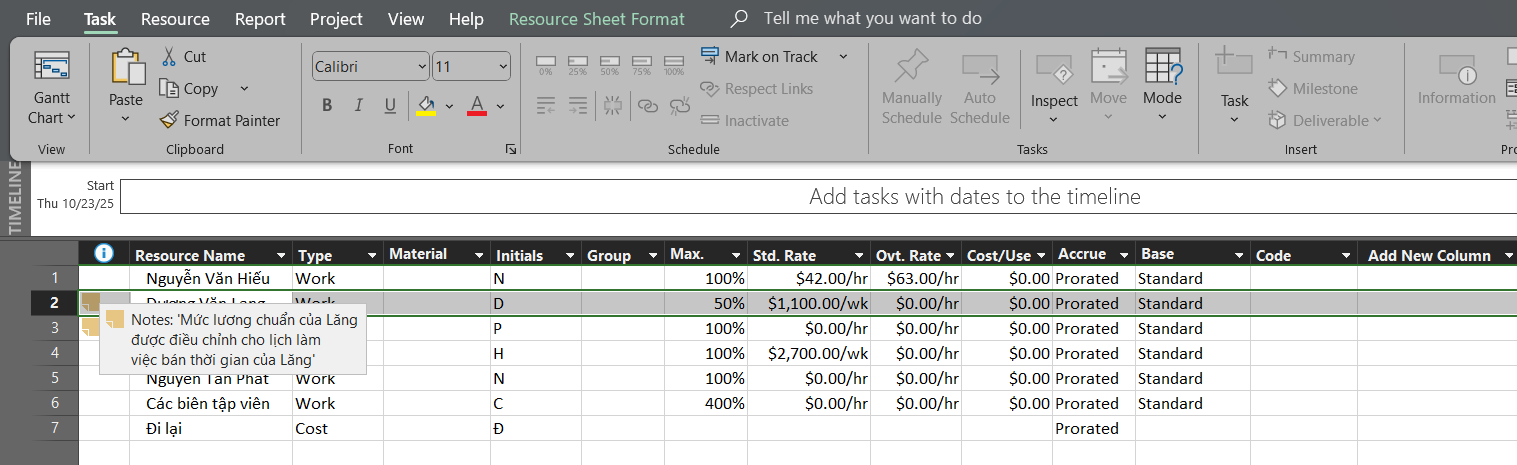 File Task Resource Report Project View Help Resource Sheet Format Tell me what you want to do
Gantt Chart
View
Paste
Cut
Copy
Format Painter
Clipboard
Calibri 11
B I U A
Font
0% 25% 50% 75% 100%
Mark on Track
Respect Links
Inactivate
Schedule
Manually Schedule
Auto Schedule
Inspect
Move
Mode
Tasks
Task
Summary
Milestone
Deliverable
Insert
Information
TIMELINE
Start
Thu 10/23/25
Add tasks with dates to the timeline
Resource Name Type Material Initials Group Max. Std. Rate Ovt. Rate Cost/Use Accrue Base Code Add New Column
1 Nguyễn Văn Hiếu Work N 100% $42.00/hr $63.00/hr $0.00 Prorated Standard
2 Dương Văn Lang Work D 50% $1,100.00/wk $0.00/hr $0.00 Prorated Standard
Notes: 'Mức lương chuẩn của Lăng
được điều chỉnh cho lịch làm
việc bán thời gian của Lăng'
3 P 100% $0.00/hr $0.00/hr $0.00 Prorated Standard
4 H 100% $2,700.00/wk $0.00/hr $0.00 Prorated Standard
5 Nguyễn Tấn Phát Work N 100% $0.00/hr $0.00/hr $0.00 Prorated Standard
6 Các biên tập viên Work C 400% $0.00/hr $0.00/hr $0.00 Prorated Standard
7 Đi lại Cost Đ Prorated